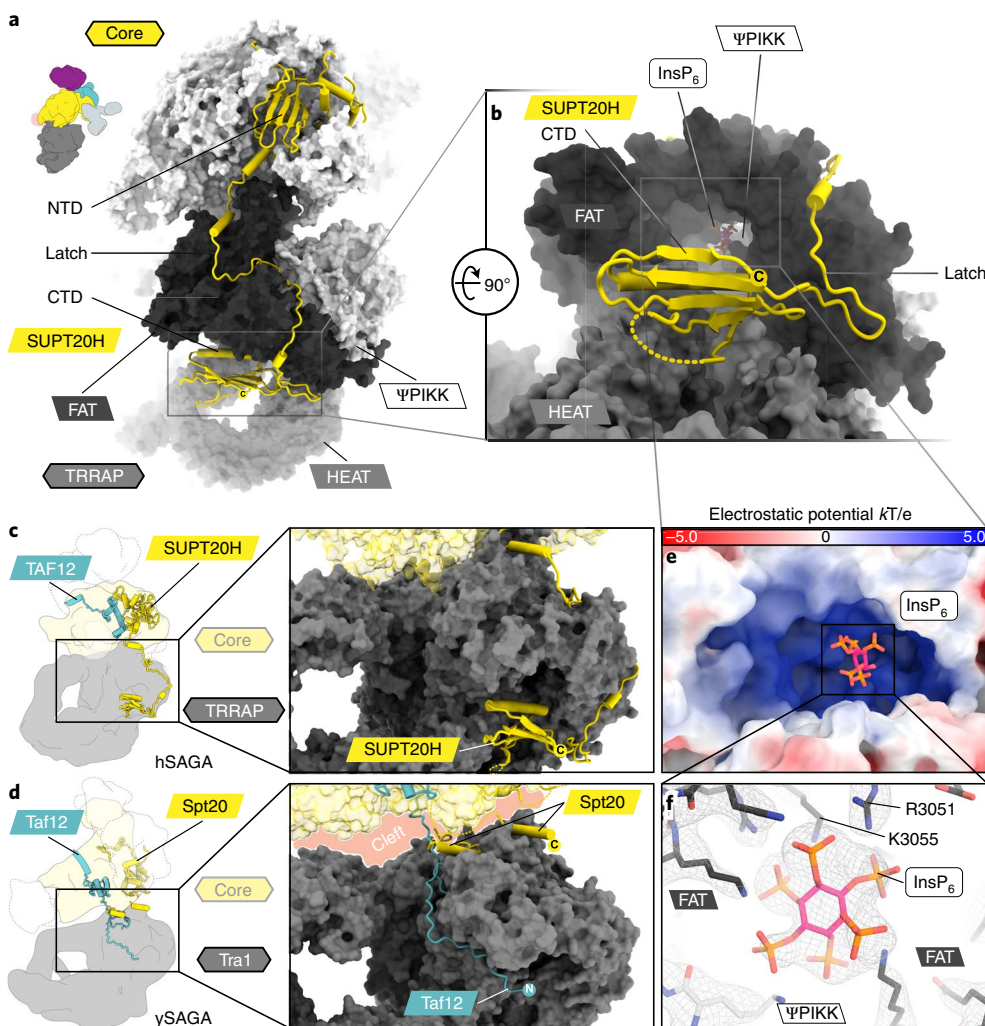 a
Core
NTD
Latch
CTD
SUPT20H
FAT
TRRAP
C
ΨPIKK
HEAT
90°
ΨPIKK
InsP6
b
SUPT20H
CTD
FAT
C
Latch
HEAT
c
TAF12
SUPT20H
Core
TRRAP
hSAGA
SUPT20H
C
d
Taf12
Spt20
Core
Tra1
ySAGA
Spt20
Cleft
C
Taf12
N
Electrostatic potential kT/e
−5.0 0 5.0
e
InsP6
f
R3051
K3055
InsP6
FAT
FAT
ΨPIKK